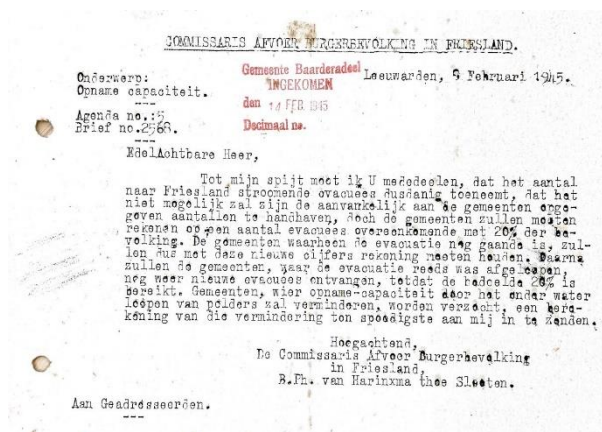 COMMISSARIS AFVOER BURGERBEVOLKING IN FRIESLAND.
Gemeente Baarderadeel
INGEKOMEN
den 14 FEB. 1945
Decimaal no.
Leeuwarden, 9 Februari 1945.
Onderwerp:
Opname capaciteit.
---
Agenda no.:5
Brief no.2568.
---
EdelAchtbare Heer,
Tot mijn spijt moet ik U mededeelen, dat het aantal
naar Friesland stroomende evacuees dusdanig toeneemt, dat het
niet mogelijk zal zijn de aanvankelijk aan de gemeenten opge-
geven aantallen te handhaven, doch de gemeenten zullen moeten
rekenen op een aantal evacuees overeenkomende met 20% der be-
volking. De gemeenten waarheen de evacuatie nog gaande is, zul-
len dus met deze nieuwe cijfers rekening moeten houden. Daarna
zullen de gemeenten, waar de evacuatie reeds was afgeloopen,
nog weer nieuwe evacuees ontvangen, totdat de bedoelde 20% is
bereikt. Gemeenten, wier opname-capaciteit door het onder water
loopen van polders zal verminderen, worden verzocht, een bere-
kening van die vermindering ten spoedigste aan mij in te zenden.
Hoogachtend,
De Commissaris Afvoer Burgerbevolking
in Friesland,
B.Ph. van Harinxma thoe Slooten.
Aan Geadresseerden.
---